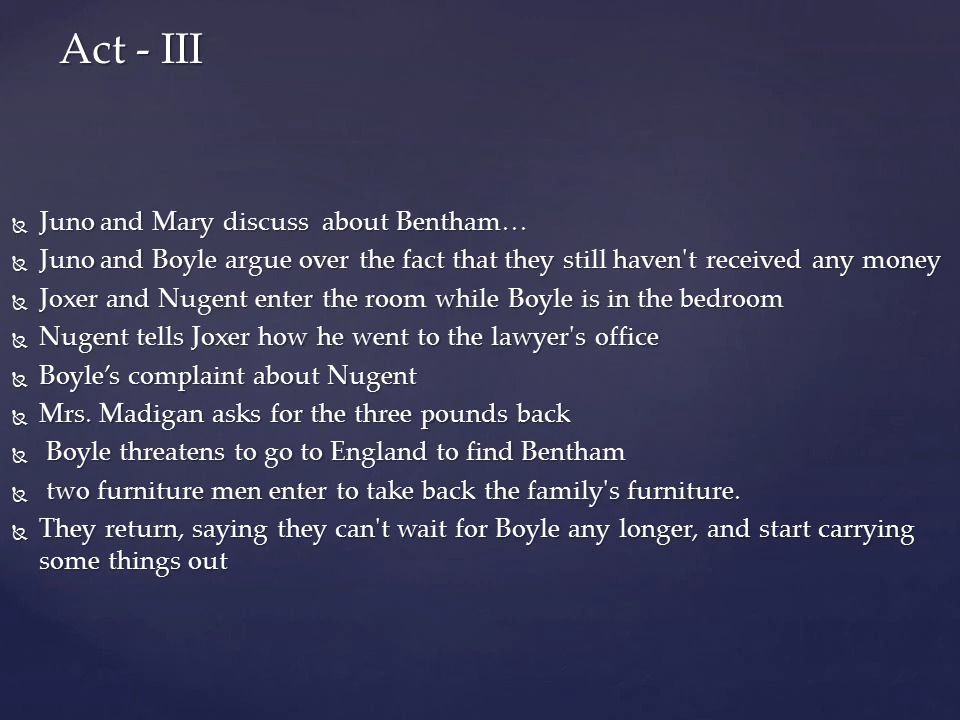 Act - III
Juno and Mary discuss  about Bentham…
Juno and Boyle argue over the fact that they still haven't received any money
Joxer and Nugent enter the room while Boyle is in the bedroom
Nugent tells Joxer how he went to the lawyer's office
Boyle’s complaint about Nugent
Mrs. Madigan asks for the three pounds back
Boyle threatens to go to England to find Bentham
two furniture men enter to take back the family's furniture.
They return, saying they can't wait for Boyle any longer, and start carrying
some things out